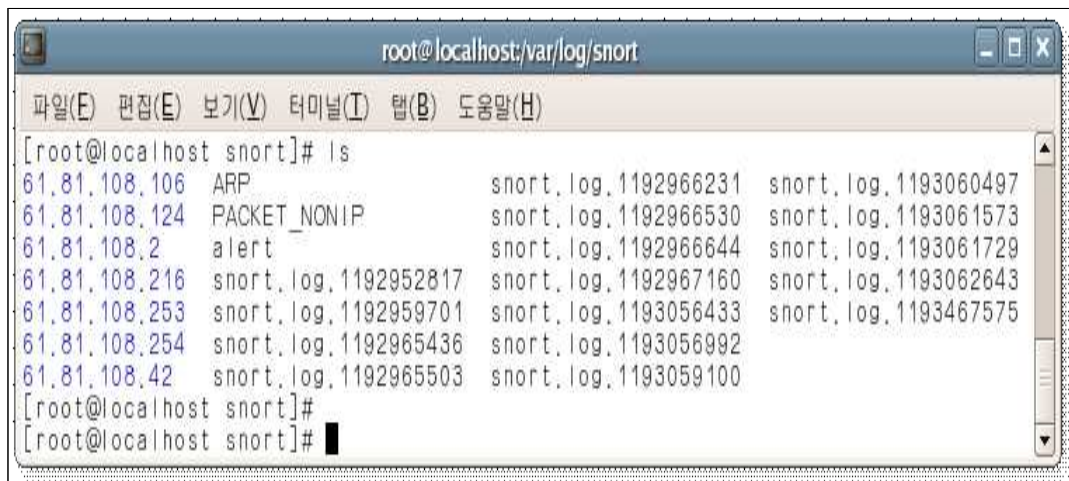 root@localhost:/var/log/snort
파일(F) 편집(E) 보기(V) 터미널(T) 탭(B) 도움말(H)
[root@localhost snort]# ls
61.81.108.106 ARP snort.log.1192966231 snort.log.1193060497
61.81.108.124 PACKET_NONIP snort.log.1192966530 snort.log.1193061573
61.81.108.2 alert snort.log.1192966644 snort.log.1193061729
61.81.108.216 snort.log.1192952817 snort.log.1192967160 snort.log.1193062643
61.81.108.253 snort.log.1192959701 snort.log.1193056433 snort.log.1193467575
61.81.108.254 snort.log.1192965436 snort.log.1193056992
61.81.108.42 snort.log.1192965503 snort.log.1193059100
[root@localhost snort]#
[root@localhost snort]#